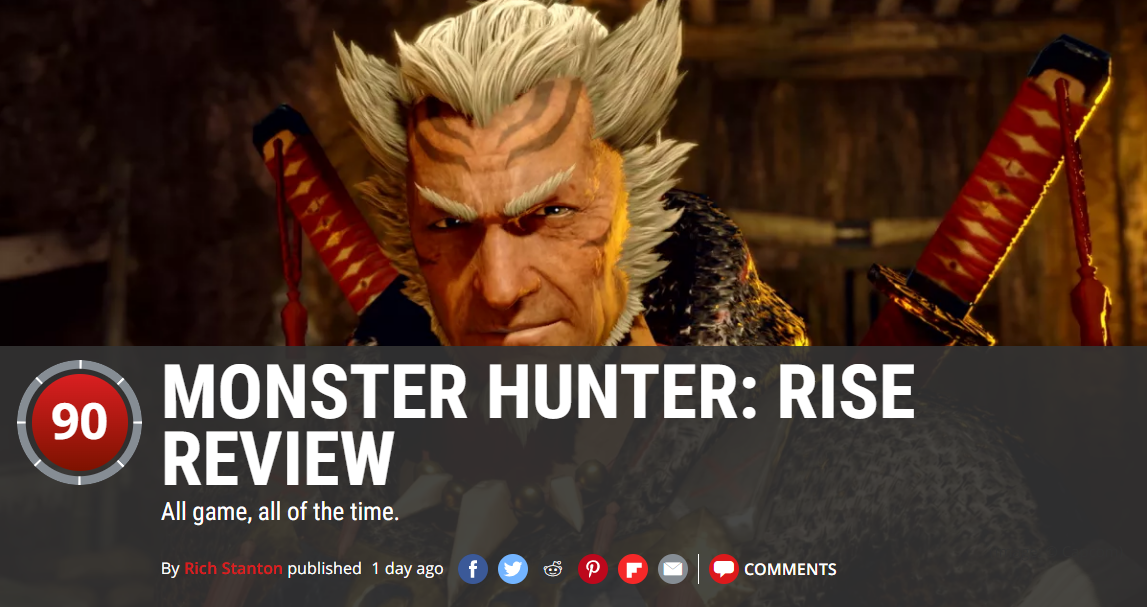 90
MONSTER HUNTER: RISE
REVIEW
All game, all of the time.
By Rich Stanton published 1 day ago
COMMENTS